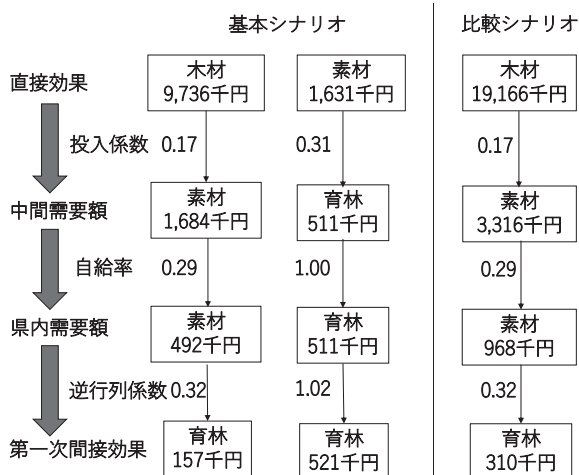 基本シナリオ
比較シナリオ
直接効果
木材
9,736千円
素材
1,631千円
木材
19,166千円
投入係数
0.17
0.31
0.17
中間需要額
素材
1,684千円
育林
511千円
素材
3,316千円
自給率
0.29
1.00
0.29
県内需要額
素材
492千円
育林
511千円
素材
968千円
逆行列係数
0.32
1.02
0.32
第一次間接効果
育林
157千円
育林
521千円
育林
310千円